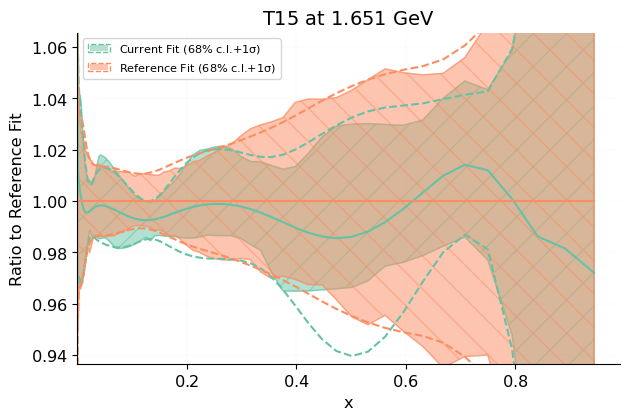 T15 at 1.651 GeV
Current Fit (68% c.l.+1σ)
Reference Fit (68% c.l.+1σ)
Ratio to Reference Fit
1.06
1.04
1.02
1.00
0.98
0.96
0.94
0.2
0.4
0.6
0.8
x